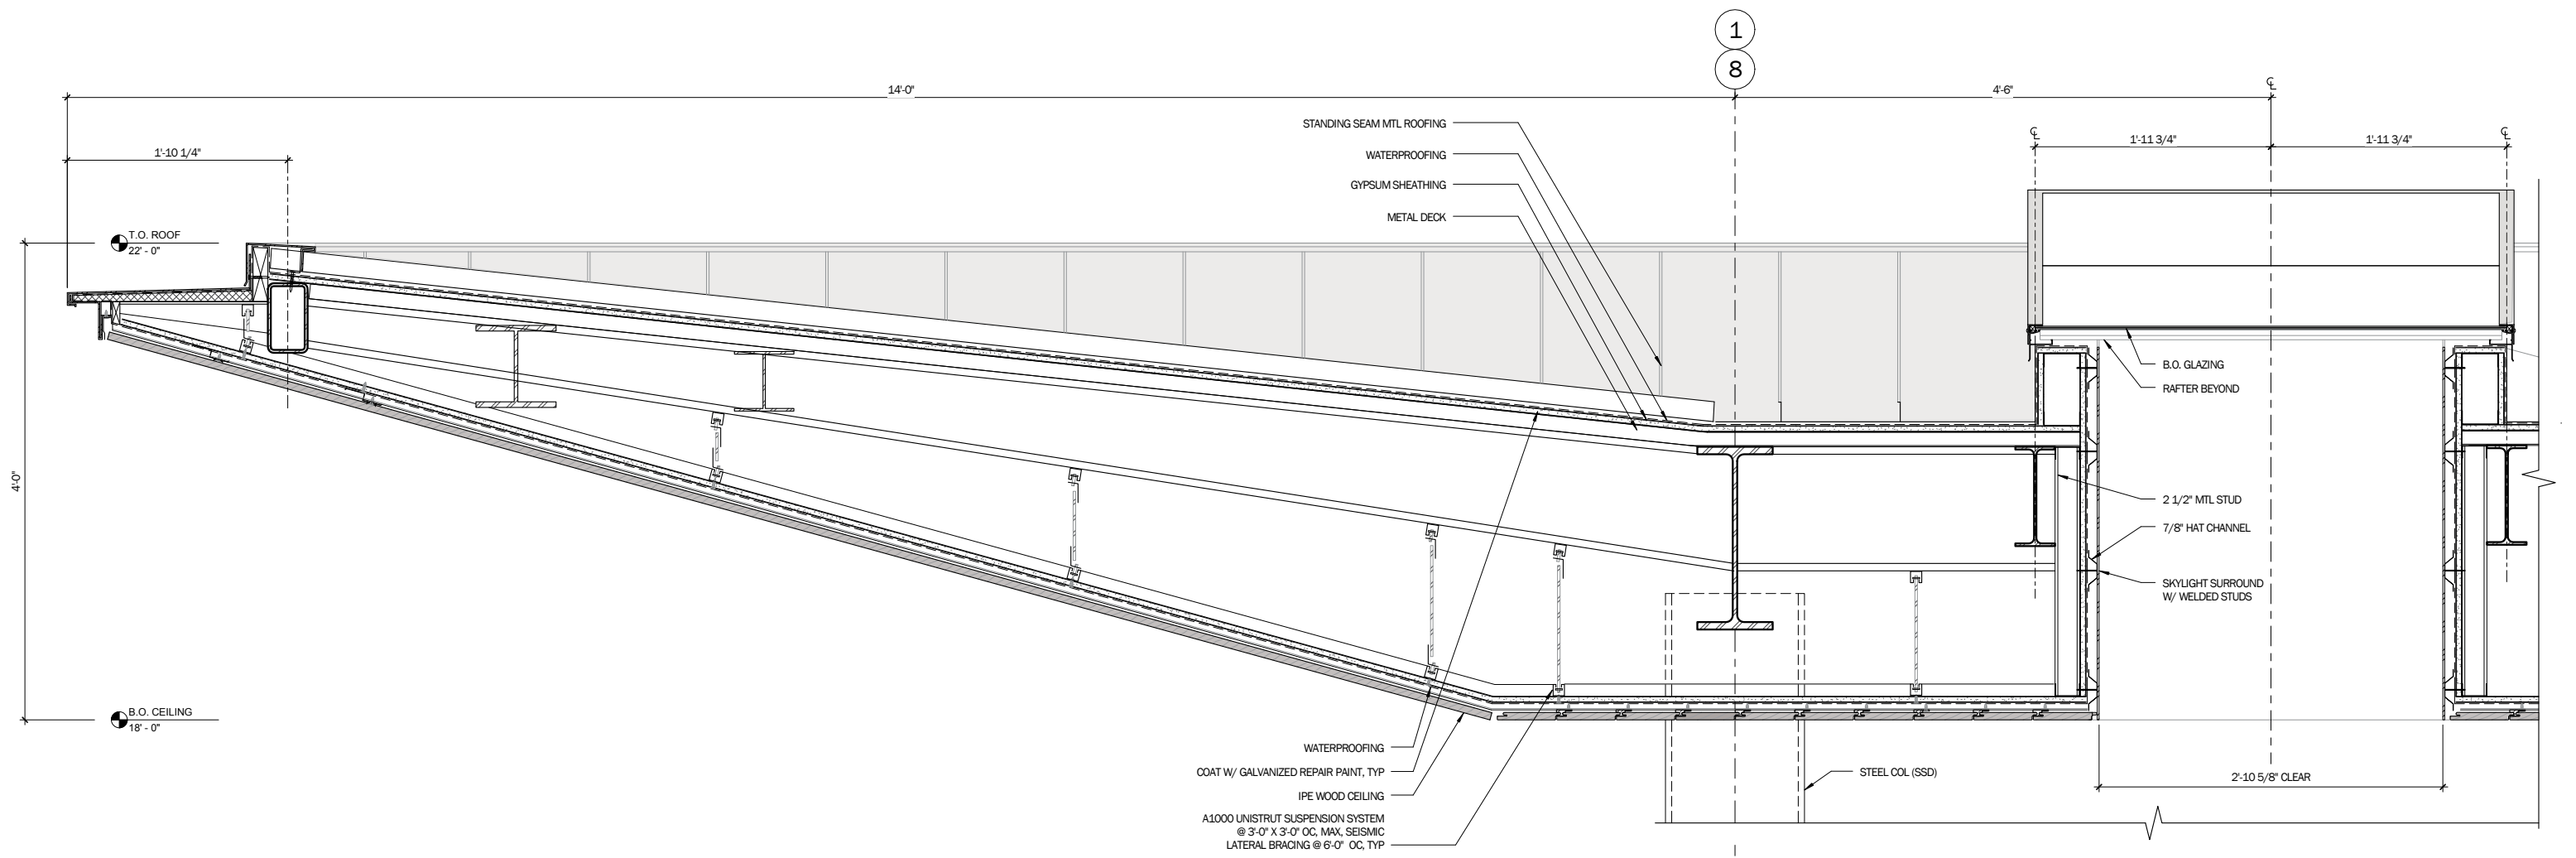 1
8
14'-0"
4'-6"
℄
1'-10 1/4"
℄
1'-11 3/4"
1'-11 3/4"
℄
STANDING SEAM MTL ROOFING
WATERPROOFING
GYPSUM SHEATHING
METAL DECK
T.O. ROOF
22' - 0"
B.O. GLAZING
RAFTER BEYOND
4'-0"
2 1/2" MTL STUD
7/8" HAT CHANNEL
SKYLIGHT SURROUND
W/ WELDED STUDS
B.O. CEILING
18' - 0"
WATERPROOFING
COAT W/ GALVANIZED REPAIR PAINT, TYP
IPE WOOD CEILING
A1000 UNISTRUT SUSPENSION SYSTEM
@ 3'-0" X 3'-0" OC, MAX, SEISMIC
LATERAL BRACING @ 6'-0" OC, TYP
STEEL COL (SSD)
2'-10 5/8" CLEAR